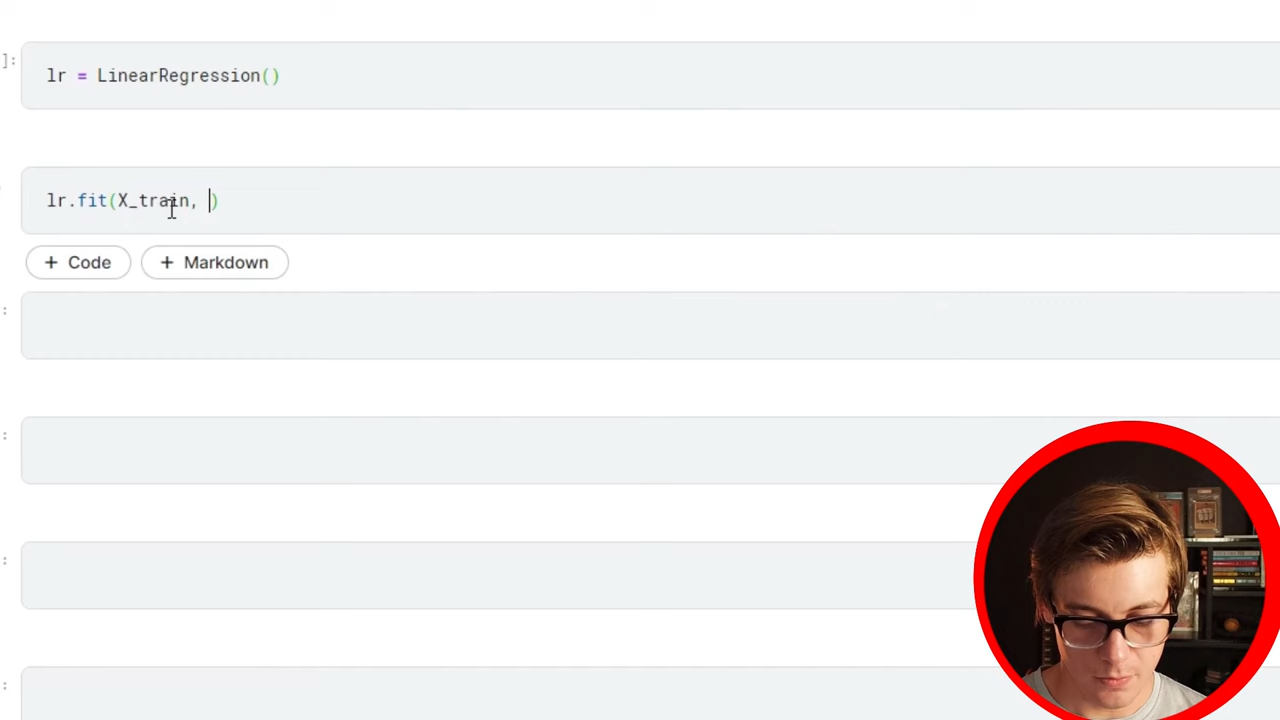 ]:
lr = LinearRegression()
lr.fit(X_train, )
+ Code
+ Markdown
:
:
:
: